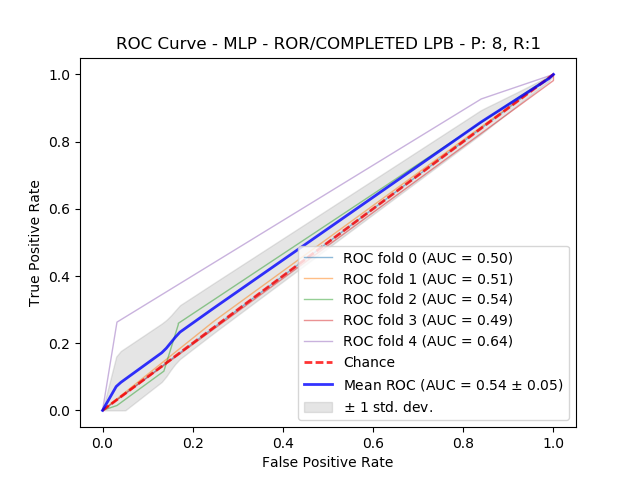 ROC Curve - MLP - ROR/COMPLETED LPB - P: 8, R:1
1.0
0.8
0.6
0.4
0.2
0.0
True Positive Rate
ROC fold 0 (AUC = 0.50)
ROC fold 1 (AUC = 0.51)
ROC fold 2 (AUC = 0.54)
ROC fold 3 (AUC = 0.49)
ROC fold 4 (AUC = 0.64)
Chance
Mean ROC (AUC = 0.54 ± 0.05)
± 1 std. dev.
0.0 0.2 0.4 0.6 0.8 1.0
False Positive Rate